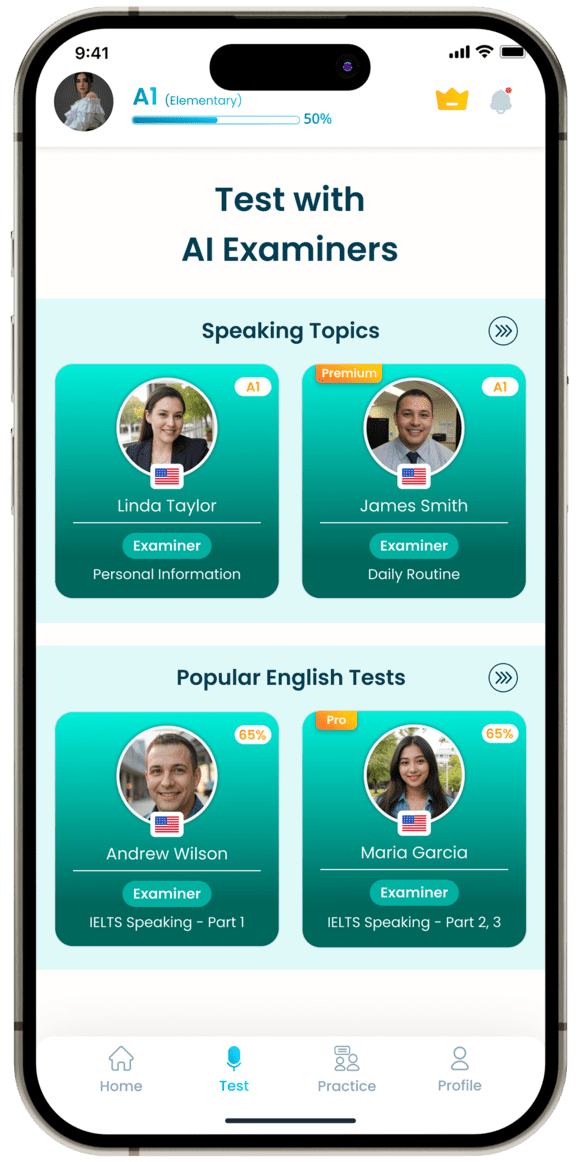 9:41
A1 (Elementary)
50%
Test with
AI Examiners
Speaking Topics
A1
Linda Taylor
Examiner
Personal Information
Premium
A1
James Smith
Examiner
Daily Routine
Popular English Tests
65%
Andrew Wilson
Examiner
IELTS Speaking - Part 1
Pro
65%
Maria Garcia
Examiner
IELTS Speaking - Part 2, 3
Home
Test
Practice
Profile